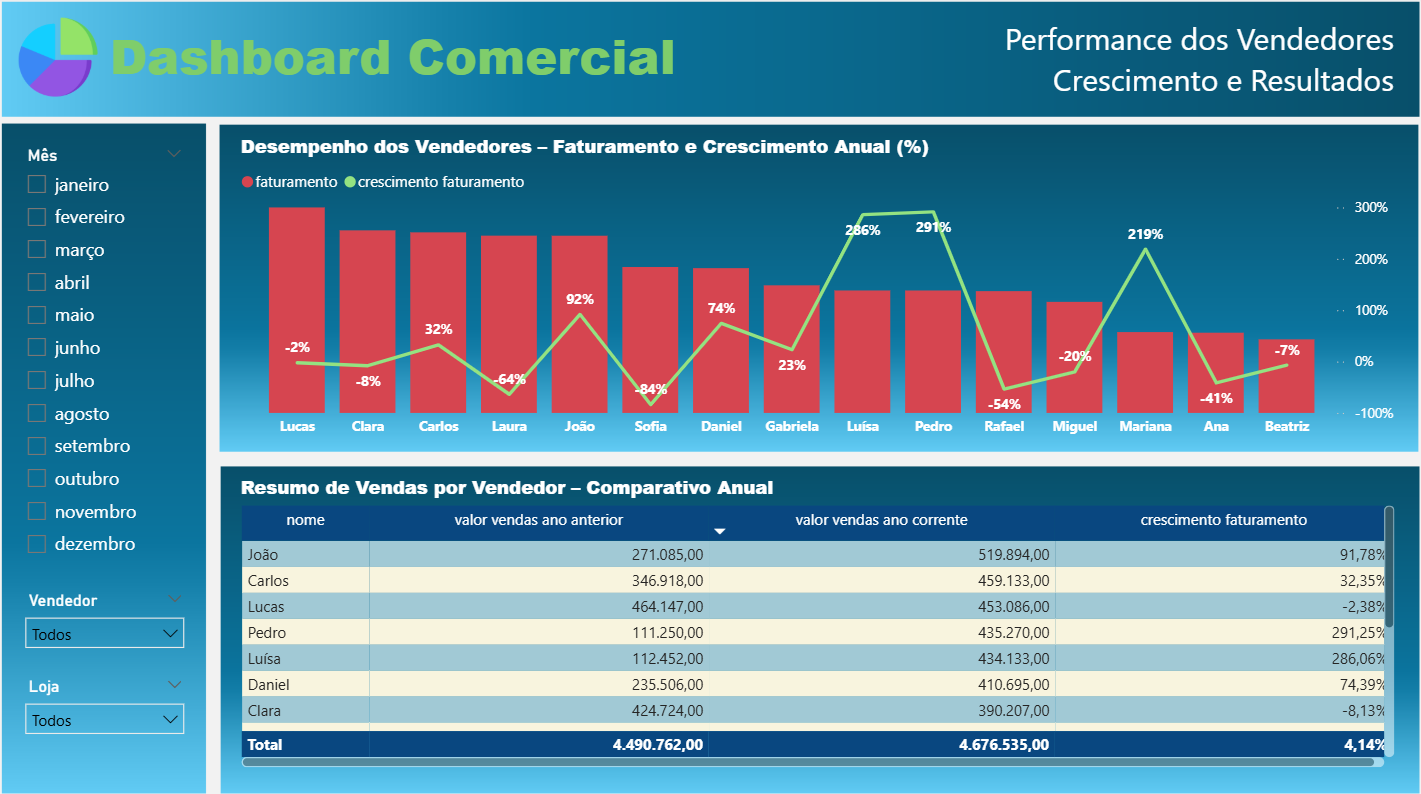 Dashboard Comercial
Performance dos Vendedores
Crescimento e Resultados
Mês
janeiro
fevereiro
março
abril
maio
junho
julho
agosto
setembro
outubro
novembro
dezembro
Vendedor
Todos
Loja
Todos
Desempenho dos Vendedores – Faturamento e Crescimento Anual (%)
faturamento crescimento faturamento
300%
200%
100%
0%
-100%
-2% -8% 32% -64% 92% -84% 74% 23% 286% 291% -54% -20% 219% -41% -7%
Lucas Clara Carlos Laura João Sofia Daniel Gabriela Luísa Pedro Rafael Miguel Mariana Ana Beatriz
Resumo de Vendas por Vendedor – Comparativo Anual
nome valor vendas ano anterior valor vendas ano corrente crescimento faturamento
João 271.085,00 519.894,00 91,78%
Carlos 346.918,00 459.133,00 32,35%
Lucas 464.147,00 453.086,00 -2,38%
Pedro 111.250,00 435.270,00 291,25%
Luísa 112.452,00 434.133,00 286,06%
Daniel 235.506,00 410.695,00 74,39%
Clara 424.724,00 390.207,00 -8,13%
Total 4.490.762,00 4.676.535,00 4,14%